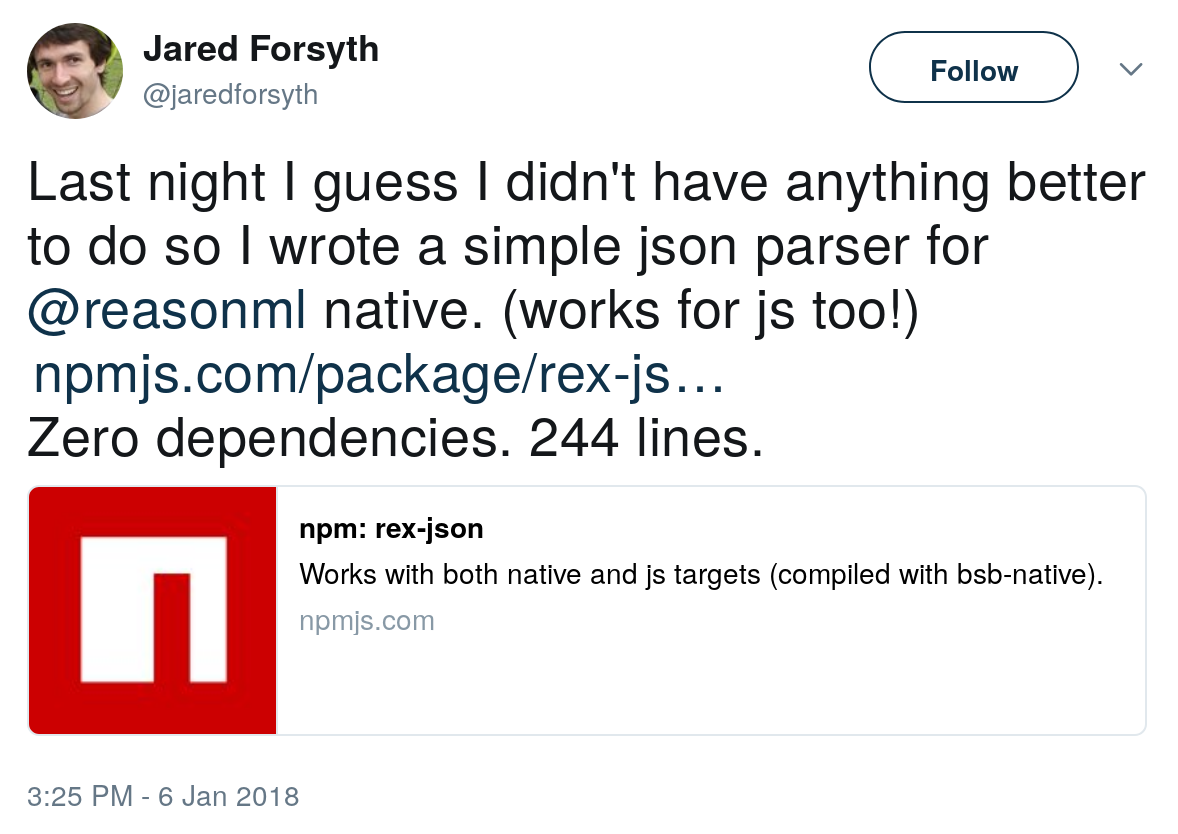 Jared Forsyth
@jaredforsyth
Follow
Last night I guess I didn't have anything better
to do so I wrote a simple json parser for
@reasonml native. (works for js too!)
npmjs.com/package/rex-js…
Zero dependencies. 244 lines.
npm: rex-json
Works with both native and js targets (compiled with bsb-native).
npmjs.com
3:25 PM - 6 Jan 2018